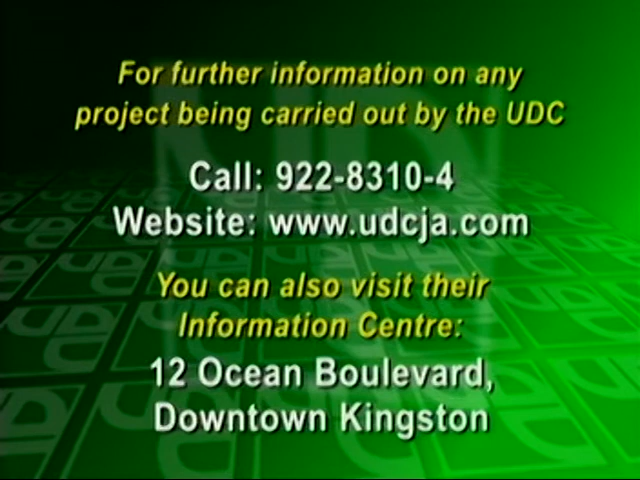 For further information on any
project being carried out by the UDC
Call: 922-8310-4
Website: www.udcja.com
You can also visit their
Information Centre:
12 Ocean Boulevard,
Downtown Kingston